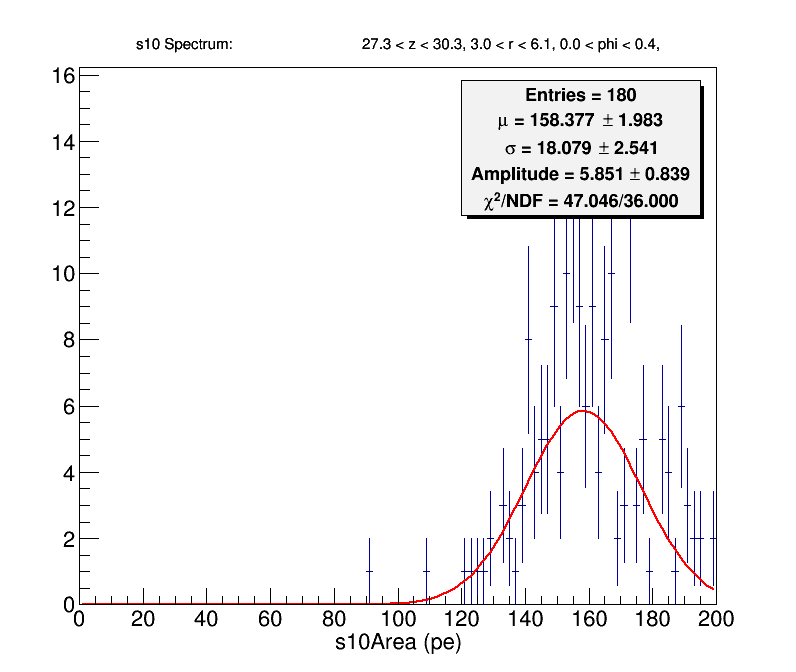 s10 Spectrum: 27.3 < z < 30.3, 3.0 < r < 6.1, 0.0 < phi < 0.4,
Entries = 180
μ = 158.377 ± 1.983
σ = 18.079 ± 2.541
Amplitude = 5.851 ± 0.839
χ²/NDF = 47.046/36.000
16
14
12
10
8
6
4
2
0
0 20 40 60 80 100 120 140 160 180 200
s10Area (pe)